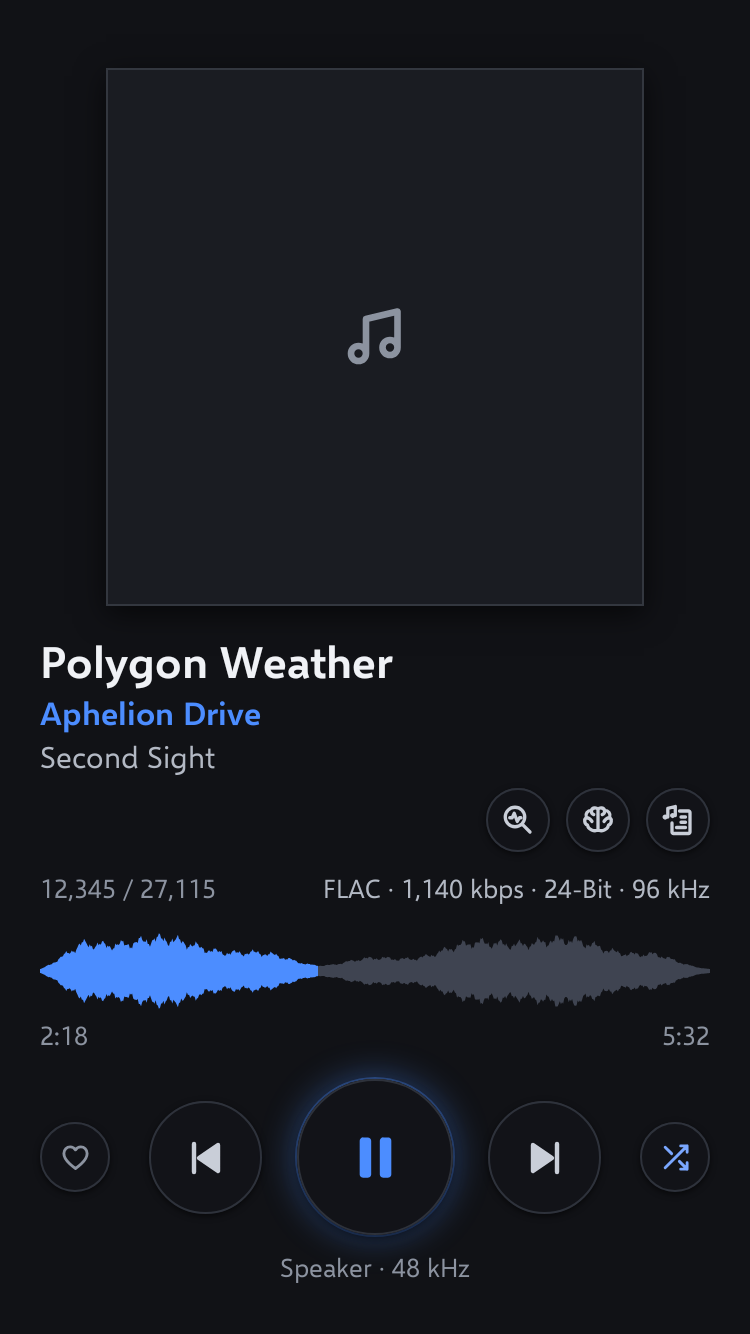 Polygon Weather
Aphelion Drive
Second Sight
12,345 / 27,115
FLAC · 1,140 kbps · 24-Bit · 96 kHz
2:18
5:32
Speaker · 48 kHz